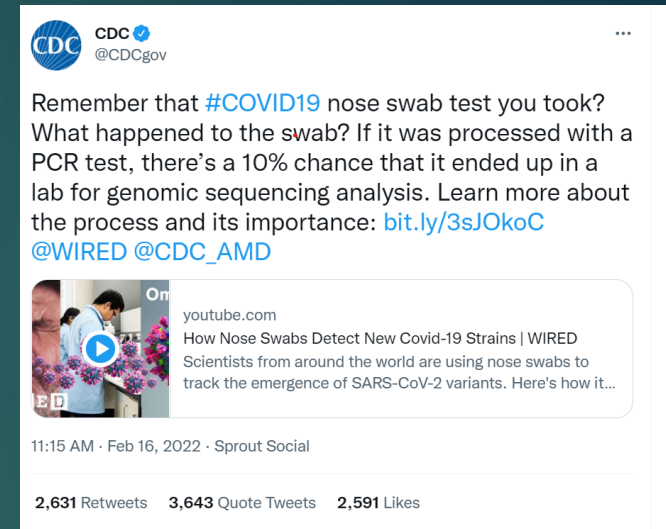 CDC
CDC
@CDCgov
Remember that #COVID19 nose swab test you took?
What happened to the swab? If it was processed with a
PCR test, there’s a 10% chance that it ended up in a
lab for genomic sequencing analysis. Learn more about
the process and its importance: bit.ly/3sJOkoC
@WIRED @CDC_AMD
Om
ED
youtube.com
How Nose Swabs Detect New Covid-19 Strains | WIRED
Scientists from around the world are using nose swabs to
track the emergence of SARS-CoV-2 variants. Here's how it...
11:15 AM · Feb 16, 2022 · Sprout Social
2,631 Retweets 3,643 Quote Tweets 2,591 Likes